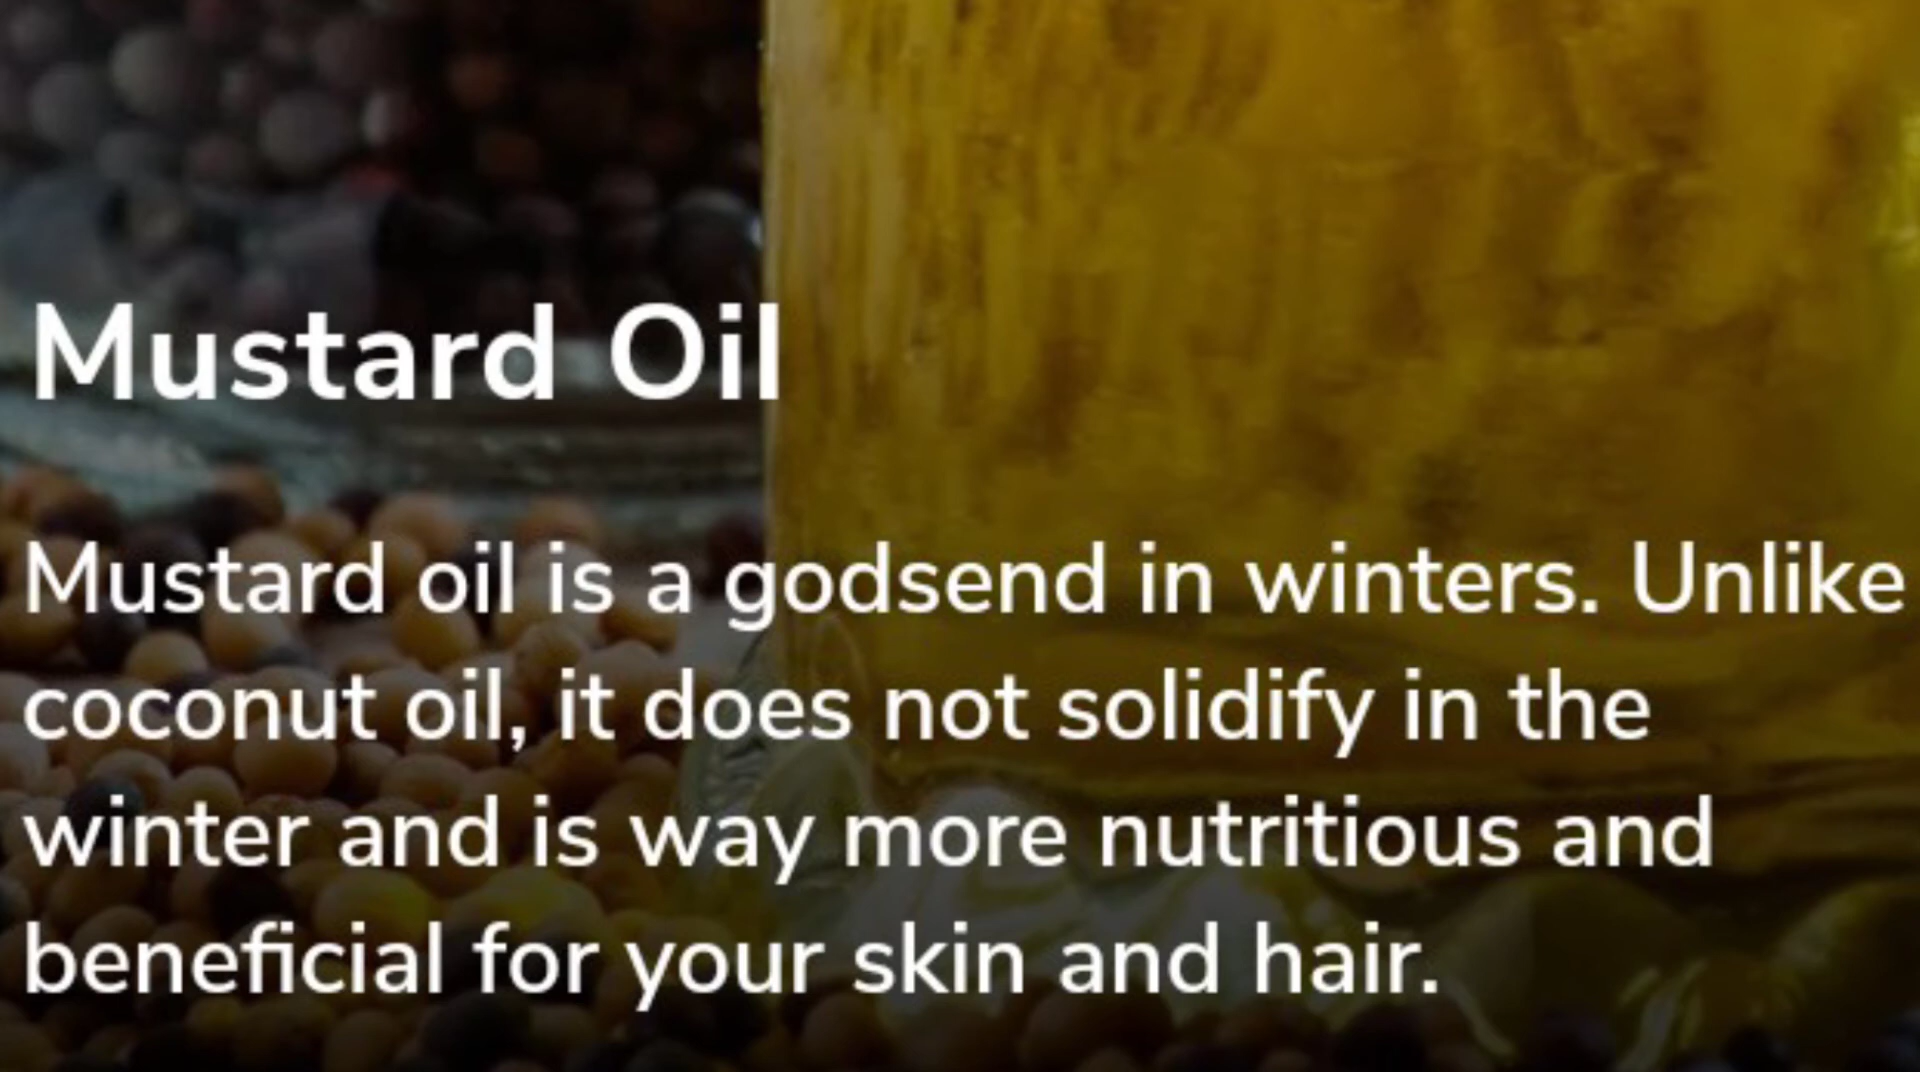 Mustard Oil
Mustard oil is a godsend in winters. Unlike
coconut oil, it does not solidify in the
winter and is way more nutritious and
beneficial for your skin and hair.